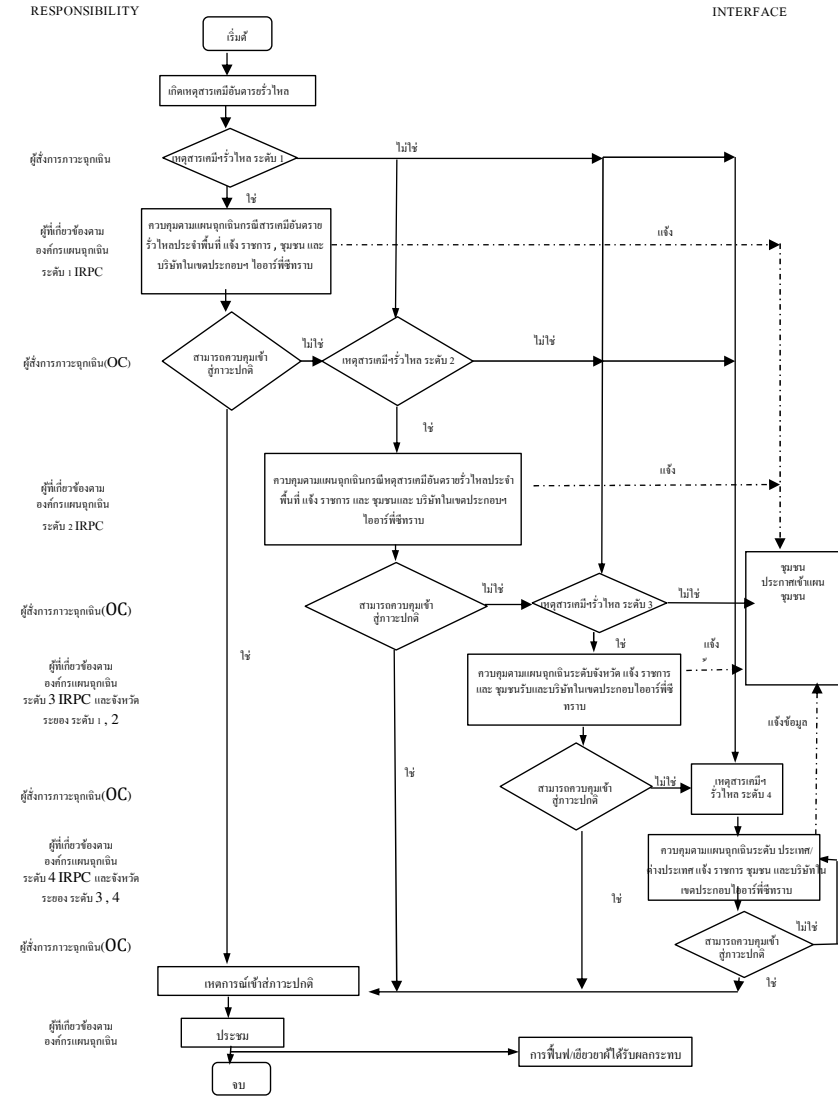 RESPONSIBILITY
INTERFACE
เริ่มต้
เกิดเหตุสารเคมีอันตารยรั่วไหล
ผู้สั่งการภาวะฉุกเฉิน
เหตุสารเคมีฯรั่วไหล ระดับ 1
ไม่ใช่
ใช่
ผู้ที่เกี่ยวข้องตาม
องค์กรแผนฉุกเฉิน
ระดับ 1 IRPC
ควบคุมตามแผนฉุกเฉินกรณีสารเคมีอันตราย
รั่วไหลประจำพื้นที่ แจ้ง ราชการ , ชุมชน และ
บริษัทในเขตประกอบฯ ไออาร์พีซีทราบ
แจ้ง
ผู้สั่งการภาวะฉุกเฉิน(OC)
สามารถควบคุมเข้า
สู่ภาวะปกติ
ไม่ใช่
เหตุสารเคมีฯรั่วไหล ระดับ 2
ไม่ใช่
ใช่
ผู้ที่เกี่ยวข้องตาม
องค์กรแผนฉุกเฉิน
ระดับ 2 IRPC
ควบคุมตามแผนฉุกเฉินกรณีหตุสารเคมีอันตรายรั่วไหลประจำ
พื้นที่ แจ้ง ราชการ และ ชุมชนและ บริษัทในเขตประกอบฯ
ไออาร์พีซีทราบ
แจ้ง
ชุมชน
ประกาศเข้าแผน
ชุมชน
ผู้สั่งการภาวะฉุกเฉิน(OC)
สามารถควบคุมเข้า
สู่ภาวะปกติ
ไม่ใช่
เหตุสารเคมีฯรั่วไหล ระดับ 3
ไม่ใช่
ใช่
ใช่
แจ้ง
ผู้ที่เกี่ยวข้องตาม
องค์กรแผนฉุกเฉิน
ระดับ 3 IRPC และจังหวัด
ระยอง ระดับ 1 , 2
ควบคุมตามแผนฉุกเฉินระดับจังหวัด แจ้ง ราชการ
และ ชุมชนรับและบริษัทในเขตประกอบไออาร์พีซี
ทราบ
แจ้งข้อมูล
ใช่
ผู้สั่งการภาวะฉุกเฉิน(OC)
สามารถควบคุมเข้า
สู่ภาวะปกติ
ไม่ใช่
เหตุสารเคมีฯ
รั่วไหล ระดับ 4
ผู้ที่เกี่ยวข้องตาม
องค์กรแผนฉุกเฉิน
ระดับ 4 IRPC และจังหวัด
ระยอง ระดับ 3 , 4
ควบคุมตามแผนฉุกเฉินระดับ ประเทศ/
ต่างประเทศ แจ้ง ราชการ ชุมชน และบริษัทใน
เขตประกอบไออาร์พีซีทราบ
ใช่
ไม่ใช่
ผู้สั่งการภาวะฉุกเฉิน(OC)
สามารถควบคุมเข้า
สู่ภาวะปกติ
ใช่
เหตการณ์เข้าส่ภาวะปกติ
ผู้ที่เกี่ยวข้องตาม
องค์กรแผนฉุกเฉิน
ประชม
การฟื้นฟ/เยียวยาผ้ได้รับผลกระทบ
จบ